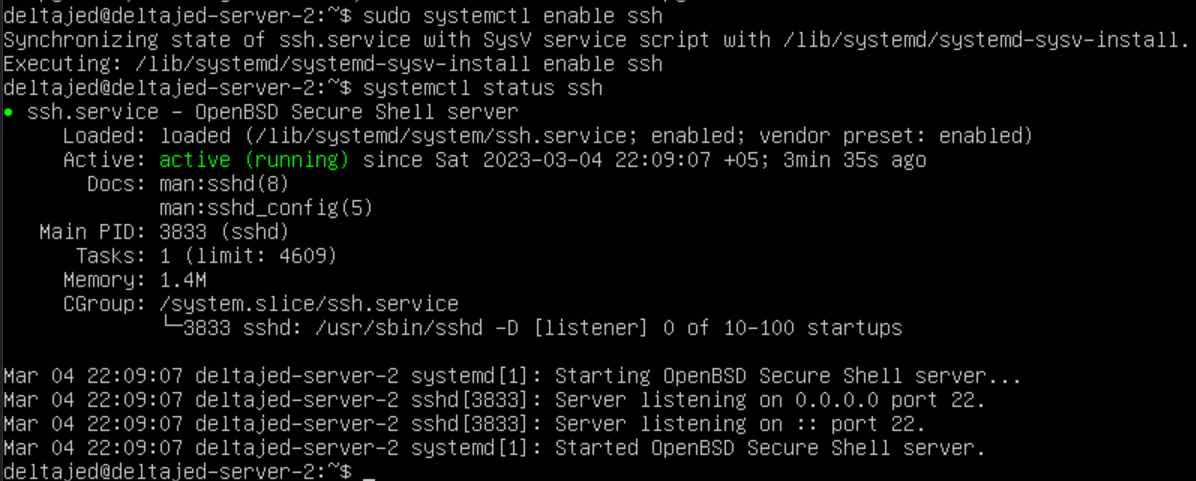 deltajed@deltajed-server-2:~$ sudo systemctl enable ssh
Synchronizing state of ssh.service with SysV service script with /lib/systemd/systemd-sysv-install.
Executing: /lib/systemd/systemd-sysv-install enable ssh
deltajed@deltajed-server-2:~$ systemctl status ssh
● ssh.service - OpenBSD Secure Shell server
Loaded: loaded (/lib/systemd/system/ssh.service; enabled; vendor preset: enabled)
Active: active (running) since Sat 2023-03-04 22:09:07 +05; 3min 35s ago
Docs: man:sshd(8)
man:sshd_config(5)
Main PID: 3833 (sshd)
Tasks: 1 (limit: 4609)
Memory: 1.4M
CGroup: /system.slice/ssh.service
└─3833 sshd: /usr/sbin/sshd -D [listener] 0 of 10-100 startups
Mar 04 22:09:07 deltajed-server-2 systemd[1]: Starting OpenBSD Secure Shell server...
Mar 04 22:09:07 deltajed-server-2 sshd[3833]: Server listening on 0.0.0.0 port 22.
Mar 04 22:09:07 deltajed-server-2 sshd[3833]: Server listening on :: port 22.
Mar 04 22:09:07 deltajed-server-2 systemd[1]: Started OpenBSD Secure Shell server.
deltajed@deltajed-server-2:~$ _